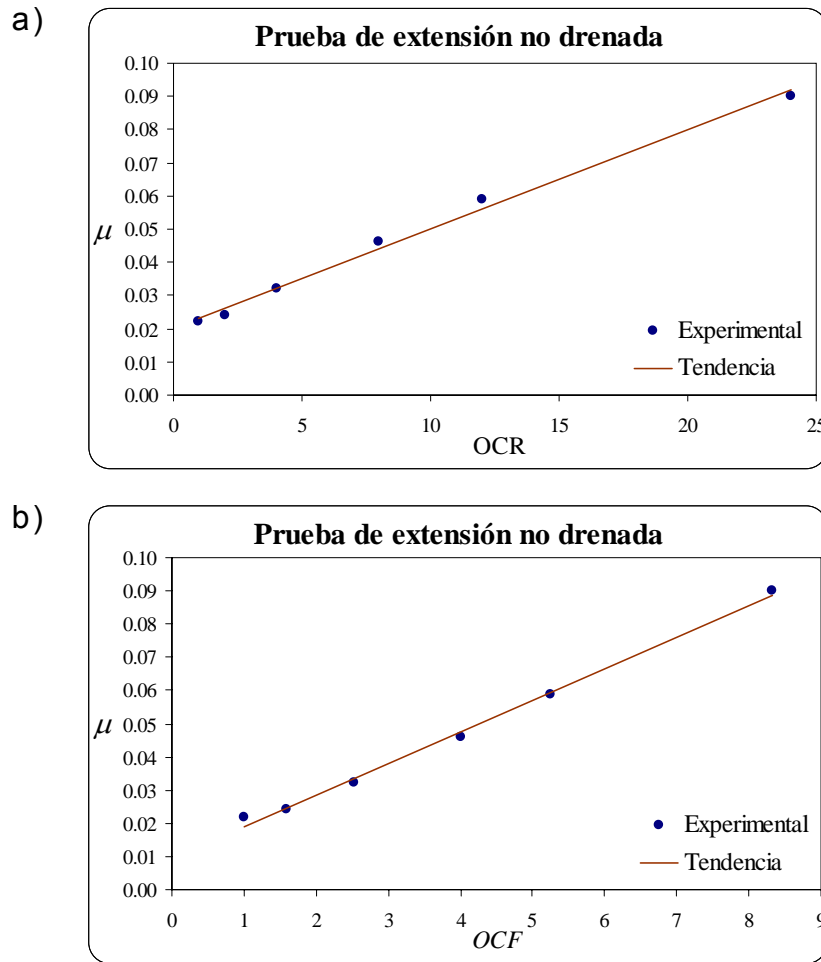 a)
Prueba de extensión no drenada
0.10
0.09
0.08
0.07
0.06
0.05
0.04
0.03
0.02
0.01
0.00
μ
Experimental
Tendencia
0 5 10 15 20 25
OCR
b)
Prueba de extensión no drenada
0.10
0.09
0.08
0.07
0.06
0.05
0.04
0.03
0.02
0.01
0.00
μ
Experimental
Tendencia
0 1 2 3 4 5 6 7 8 9
OCF